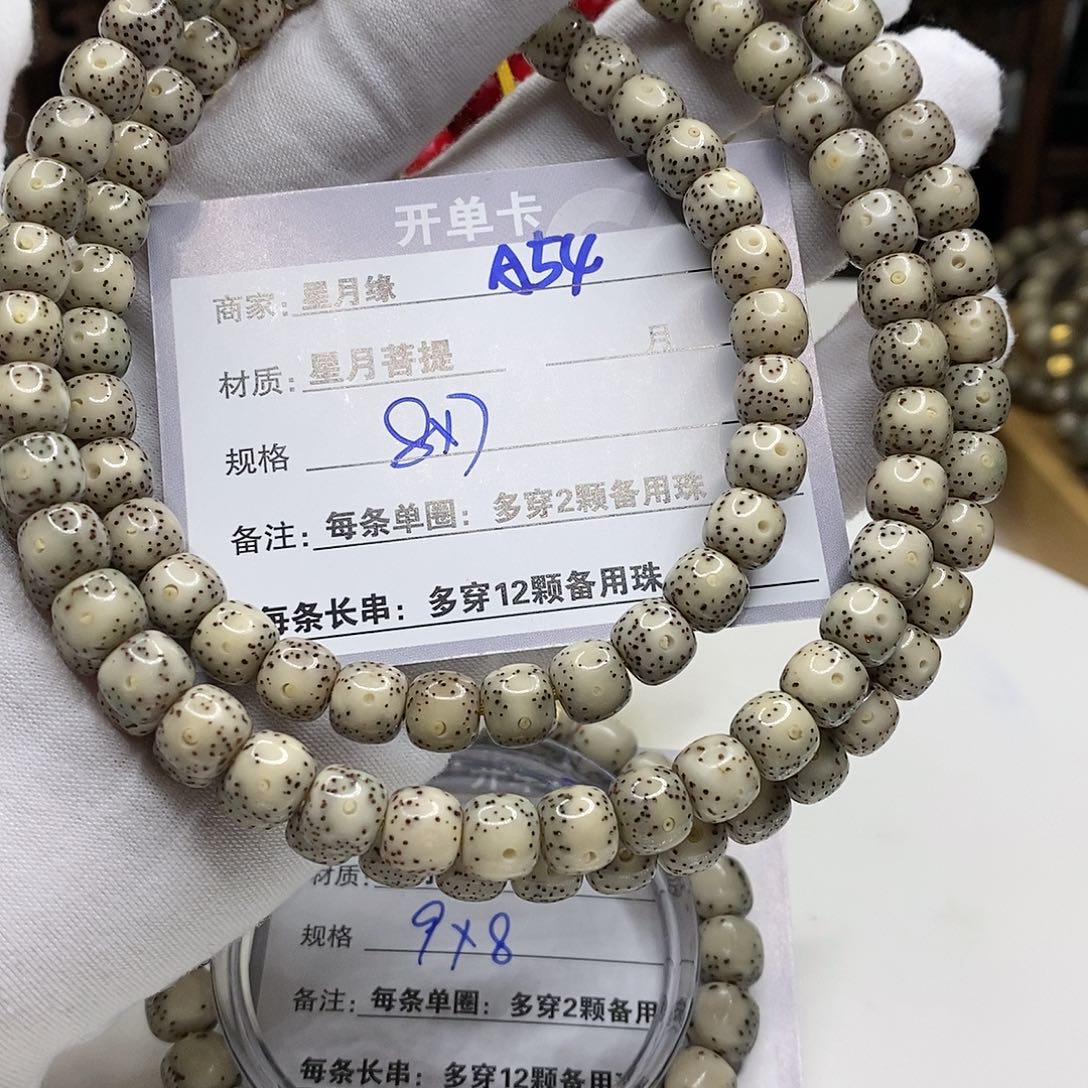 开单卡
商家: 星月缘 A54
材质: 星月菩提 月
规格 8x7
备注: 每条单圈: 多穿2颗备用珠
每条长串: 多穿12颗备用珠
材质:
规格 9x8
备注: 每条单圈: 多穿2颗备用
每条长串: 多穿12颗备用